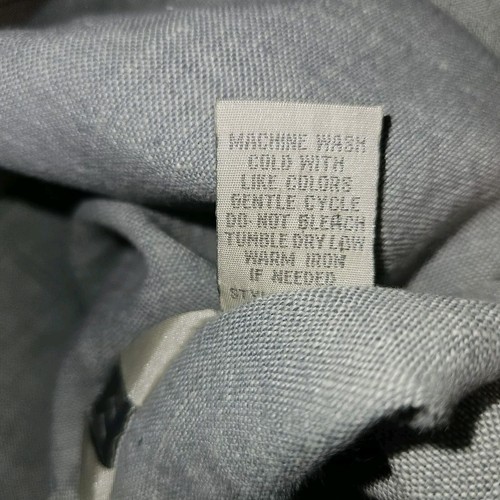 MACHINE WASH
COLD WITH
LIKE COLORS
GENTLE CYCLE
DO NOT BLEACH
TUMBLE DRY LOW
WARM IRON
IF NEEDED